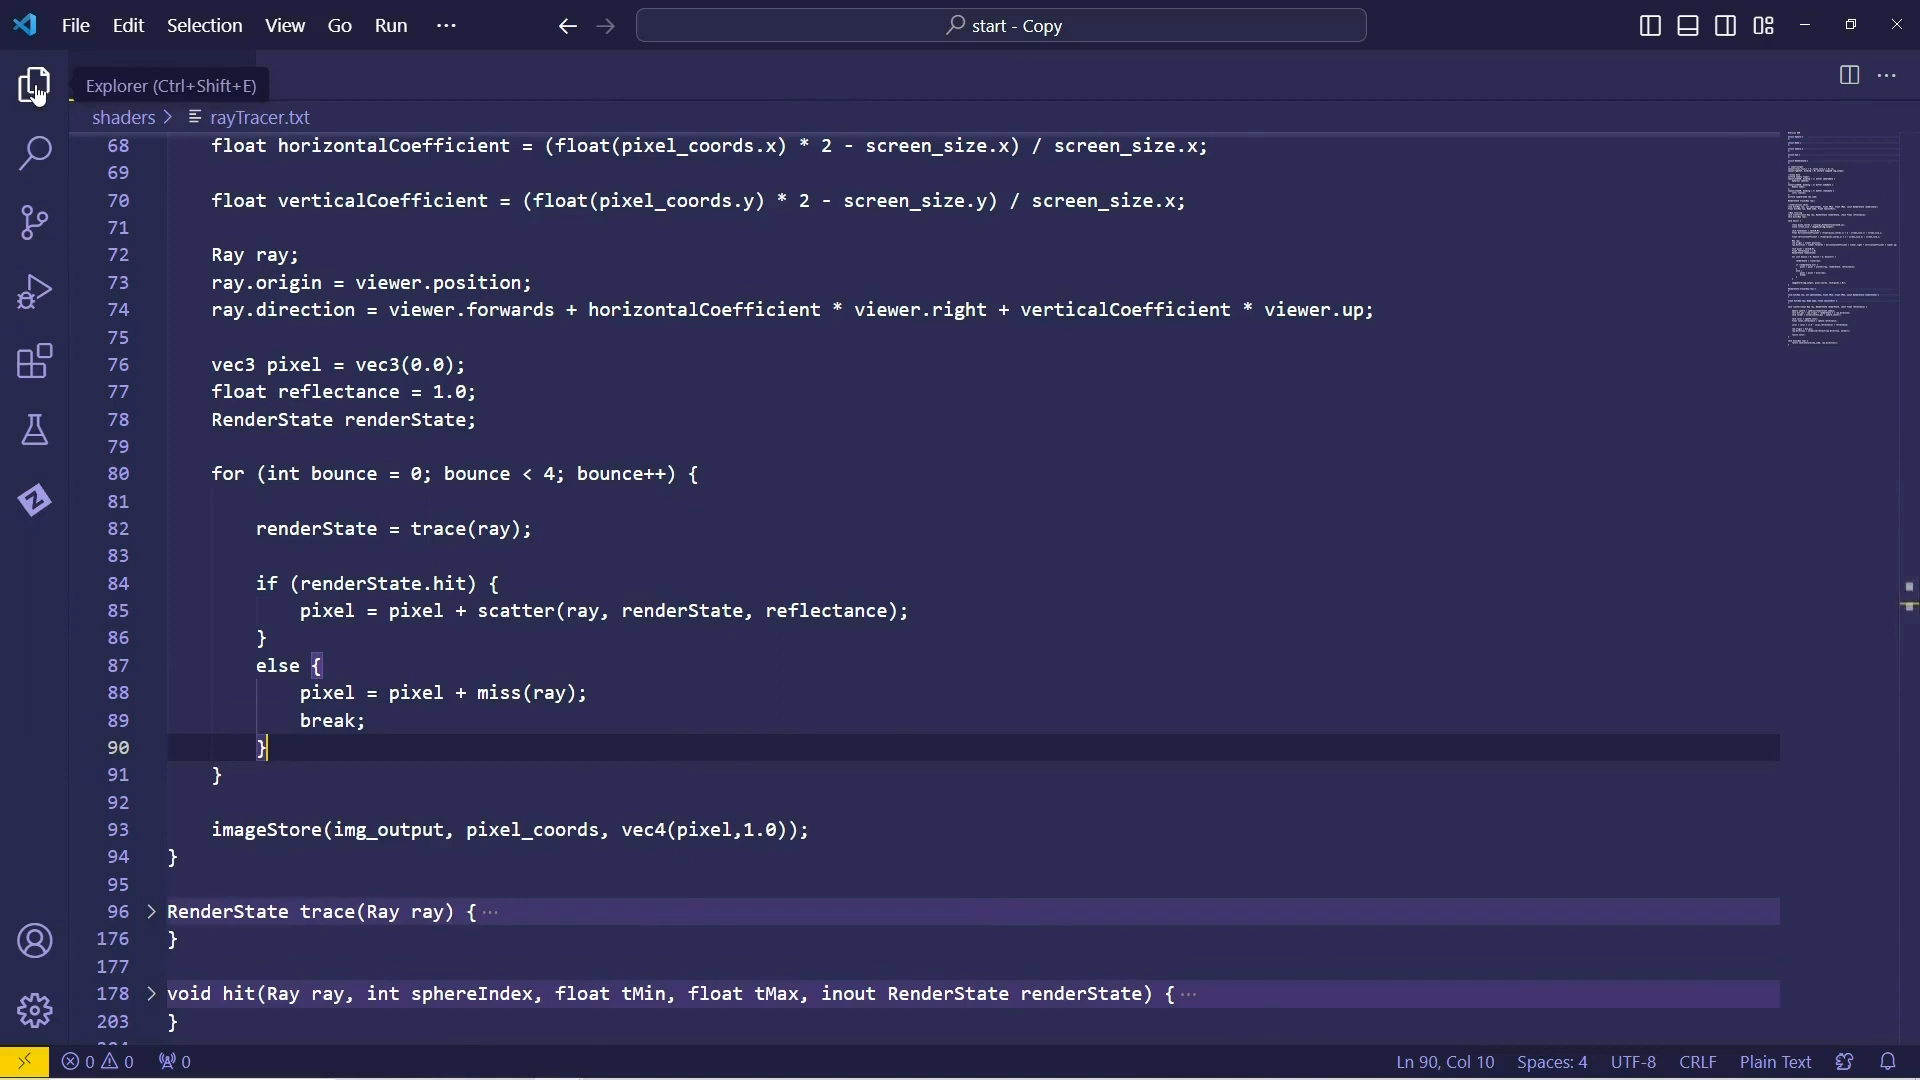 File Edit Selection View Go Run ···
start - Copy
Explorer (Ctrl+Shift+E)
shaders > rayTracer.txt
68 float horizontalCoefficient = (float(pixel_coords.x) * 2 - screen_size.x) / screen_size.x;
69
70 float verticalCoefficient = (float(pixel_coords.y) * 2 - screen_size.y) / screen_size.x;
71
72 Ray ray;
73 ray.origin = viewer.position;
74 ray.direction = viewer.forwards + horizontalCoefficient * viewer.right + verticalCoefficient * viewer.up;
75
76 vec3 pixel = vec3(0.0);
77 float reflectance = 1.0;
78 RenderState renderState;
79
80 for (int bounce = 0; bounce < 4; bounce++) {
81
82 renderState = trace(ray);
83
84 if (renderState.hit) {
85 pixel = pixel + scatter(ray, renderState, reflectance);
86 }
87 else {
88 pixel = pixel + miss(ray);
89 break;
90 }
91 }
92
93 imageStore(img_output, pixel_coords, vec4(pixel,1.0));
94 }
95
96 > RenderState trace(Ray ray) {···
176 }
177
178 > void hit(Ray ray, int sphereIndex, float tMin, float tMax, inout RenderState renderState) {···
203 }
0 0 0 Ln 90, Col 10 Spaces: 4 UTF-8 CRLF Plain Text